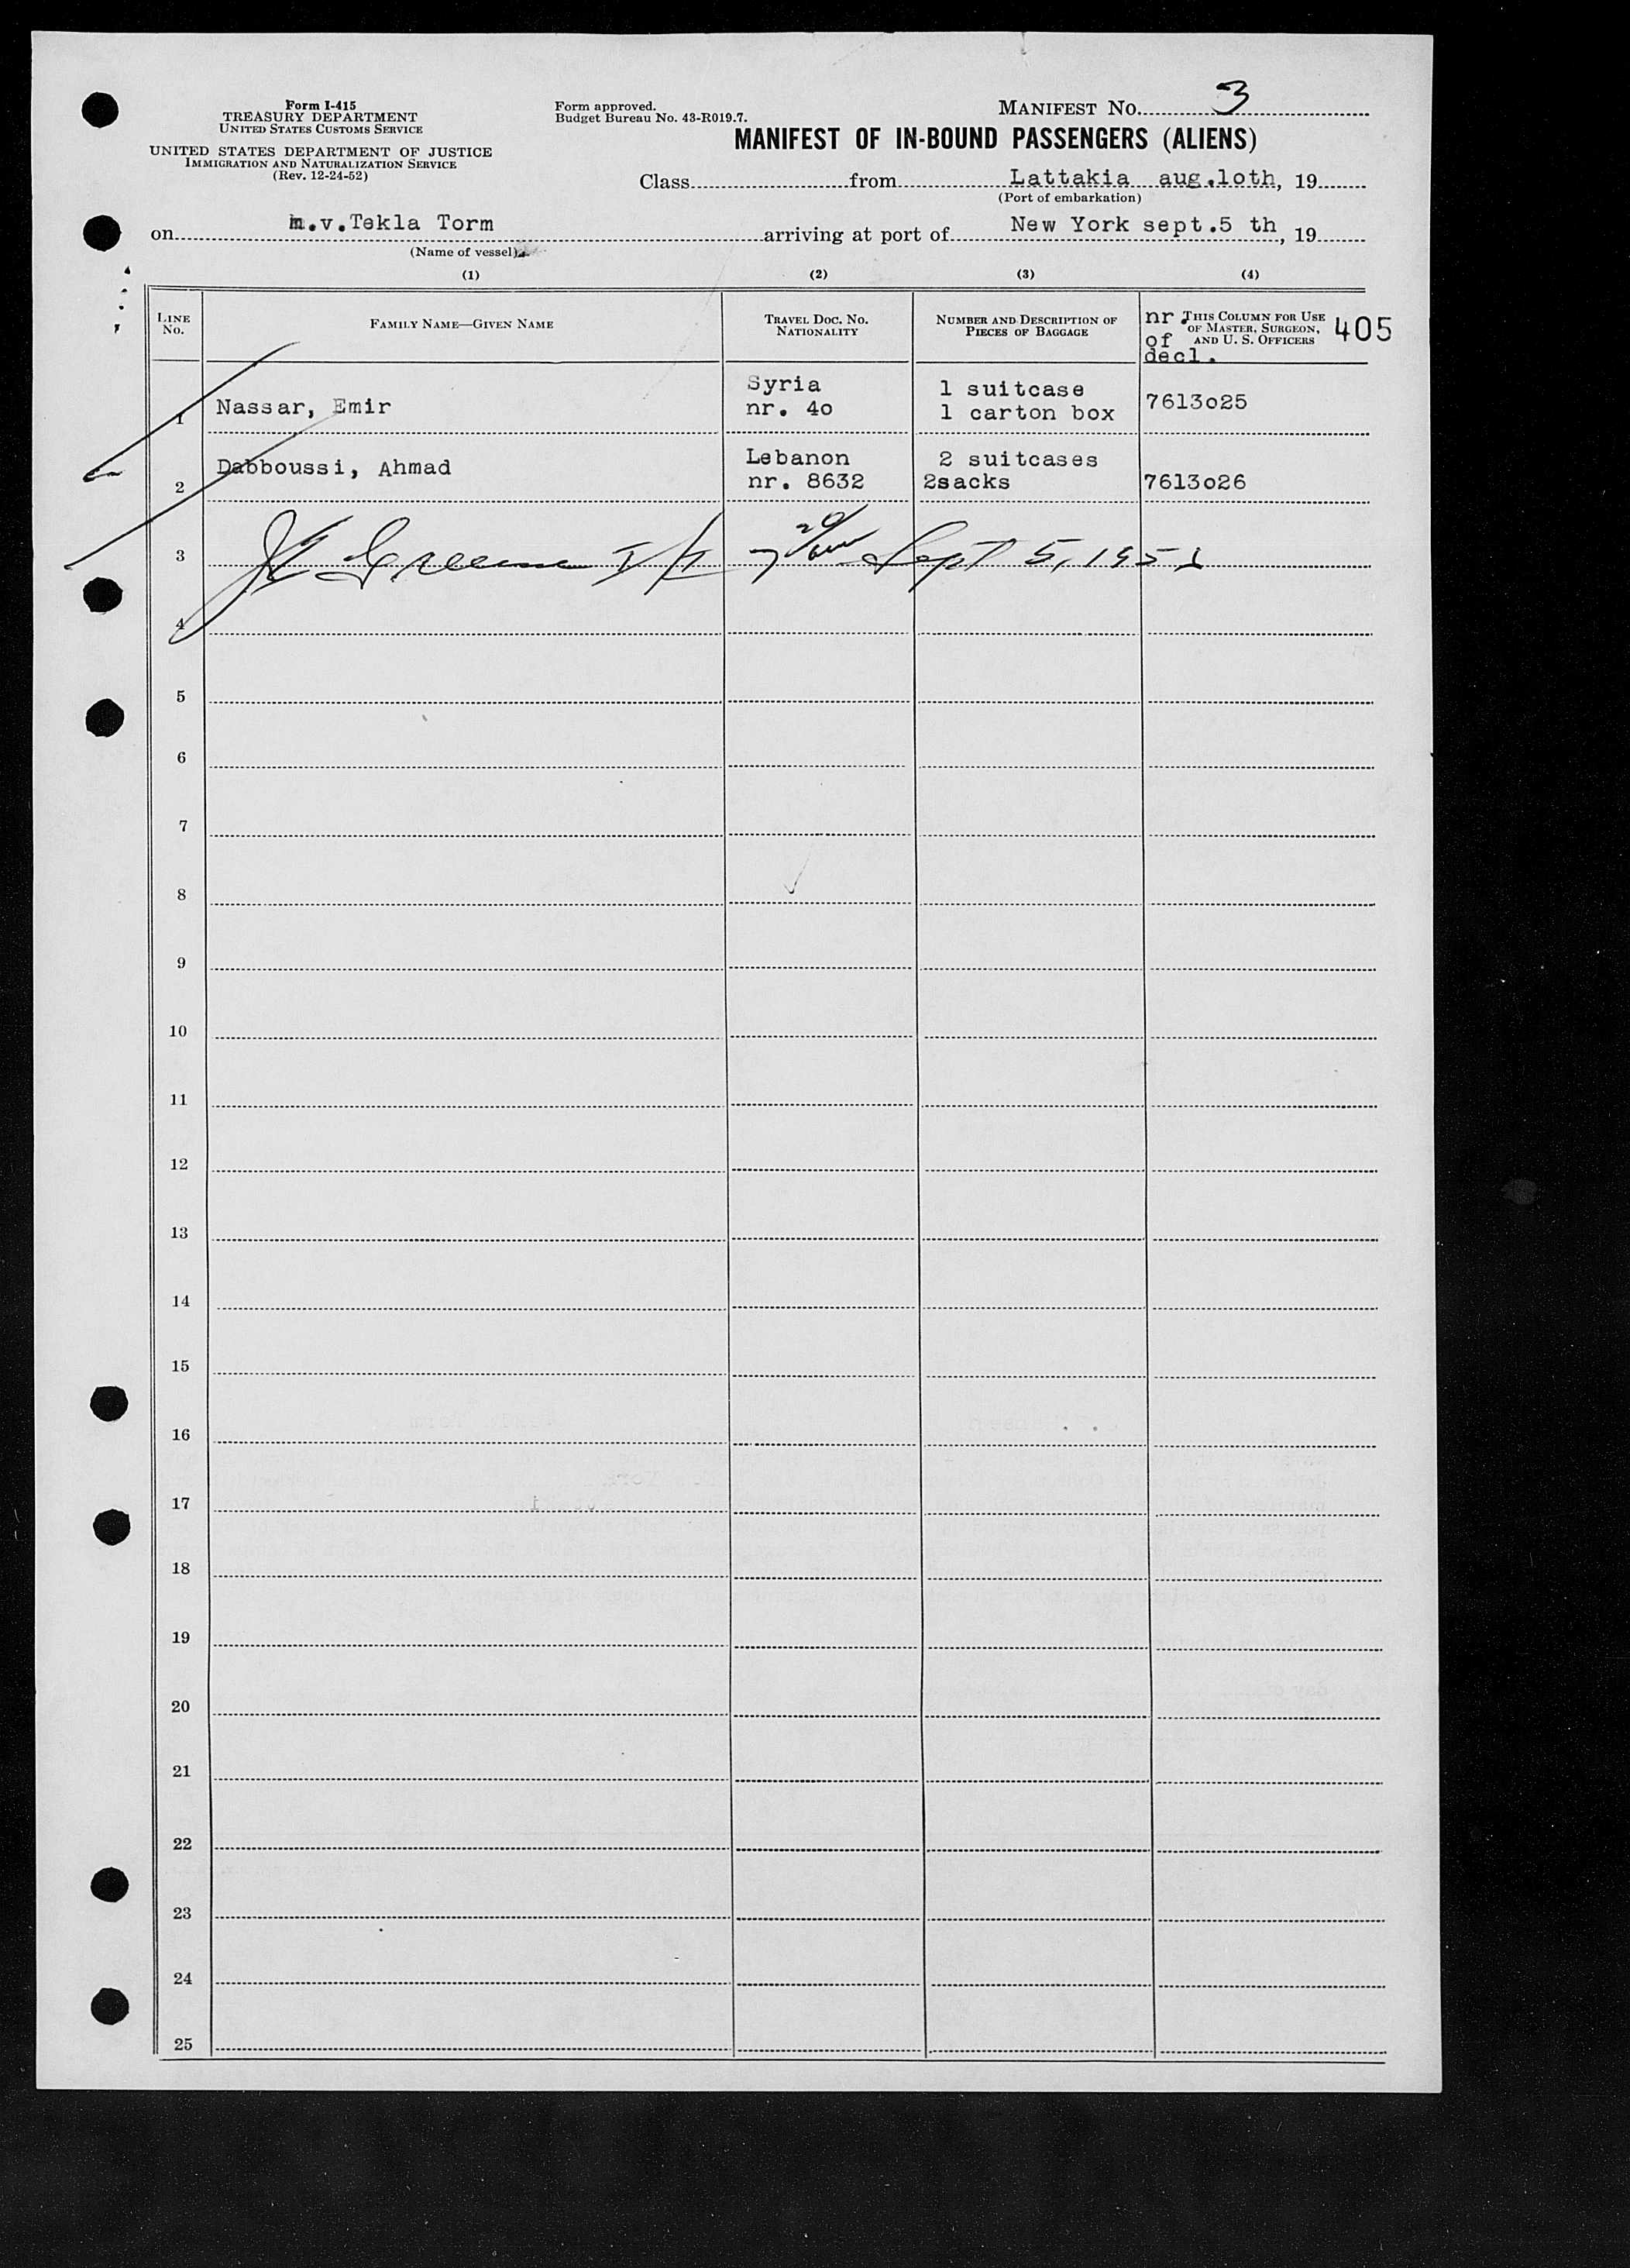 Form I-415
TREASURY DEPARTMENT
UNITED STATES CUSTOMS SERVICE
UNITED STATES DEPARTMENT OF JUSTICE
IMMIGRATION AND NATURALIZATION SERVICE
(Rev. 12-24-52)
Form approved.
Budget Bureau No. 43-R019.7.
MANIFEST No. 3
MANIFEST OF IN-BOUND PASSENGERS (ALIENS)
Class from Lattakia aug.loth, 19
(Port of embarkation)
on m.v.Tekla Torm arriving at port of New York sept.5 th, 19
(Name of vessel)
(1) (2) (3) (4)
LINE No. FAMILY NAME—GIVEN NAME TRAVEL DOC. No. NATIONALITY NUMBER AND DESCRIPTION OF PIECES OF BAGGAGE THIS COLUMN FOR USE OF MASTER, SURGEON, AND U. S. OFFICERS
nr. of decl. 405
1 Nassar, Emir Syria nr. 4o 1 suitcase 1 carton box 7613o25
2 Dabboussi, Ahmad Lebanon nr. 8632 2 suitcases 2sacks 7613o26
3 Greene Sept 5, 195
4
5
6
7
8
9
10
11
12
13
14
15
16
17
18
19
20
21
22
23
24
25